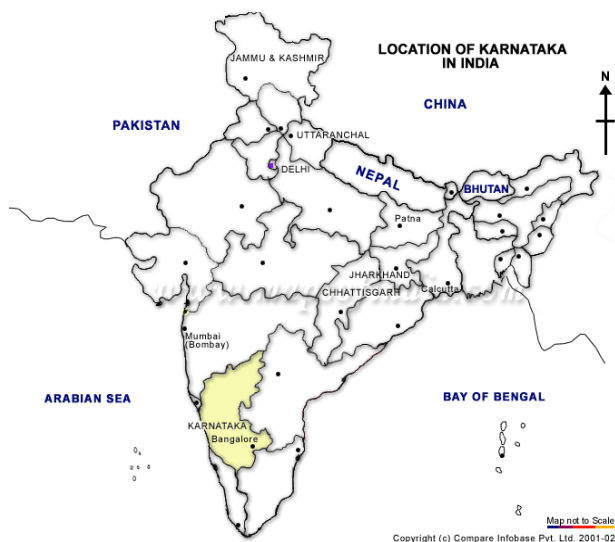 LOCATION OF KARNATAKA
IN INDIA
JAMMU & KASHMIR
N
CHINA
PAKISTAN
UTTARANCHAL
DELHI
NEPAL
BHUTAN
Patna
JHARKHAND
CHHATTISGARH
Calcutta
Mumbai
(Bombay)
ARABIAN SEA
BAY OF BENGAL
KARNATAKA
Bangalore
Map not to Scale
Copyright (c) Compare Infobase Pvt. Ltd. 2001-02